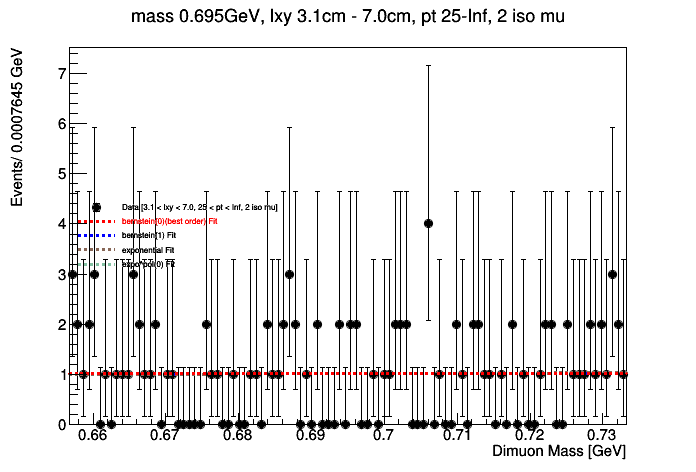 mass 0.695GeV, lxy 3.1cm - 7.0cm, pt 25-Inf, 2 iso mu
Events/ 0.0007645 GeV
7
6
5
4
3
2
1
0
Data [3.1 < lxy < 7.0, 25 < pt < Inf, 2 iso mu]
bernstein[0](best order) Fit
bernstein[1] Fit
exponential Fit
expo*pol(0) Fit
0.66 0.67 0.68 0.69 0.7 0.71 0.72 0.73
Dimuon Mass [GeV]